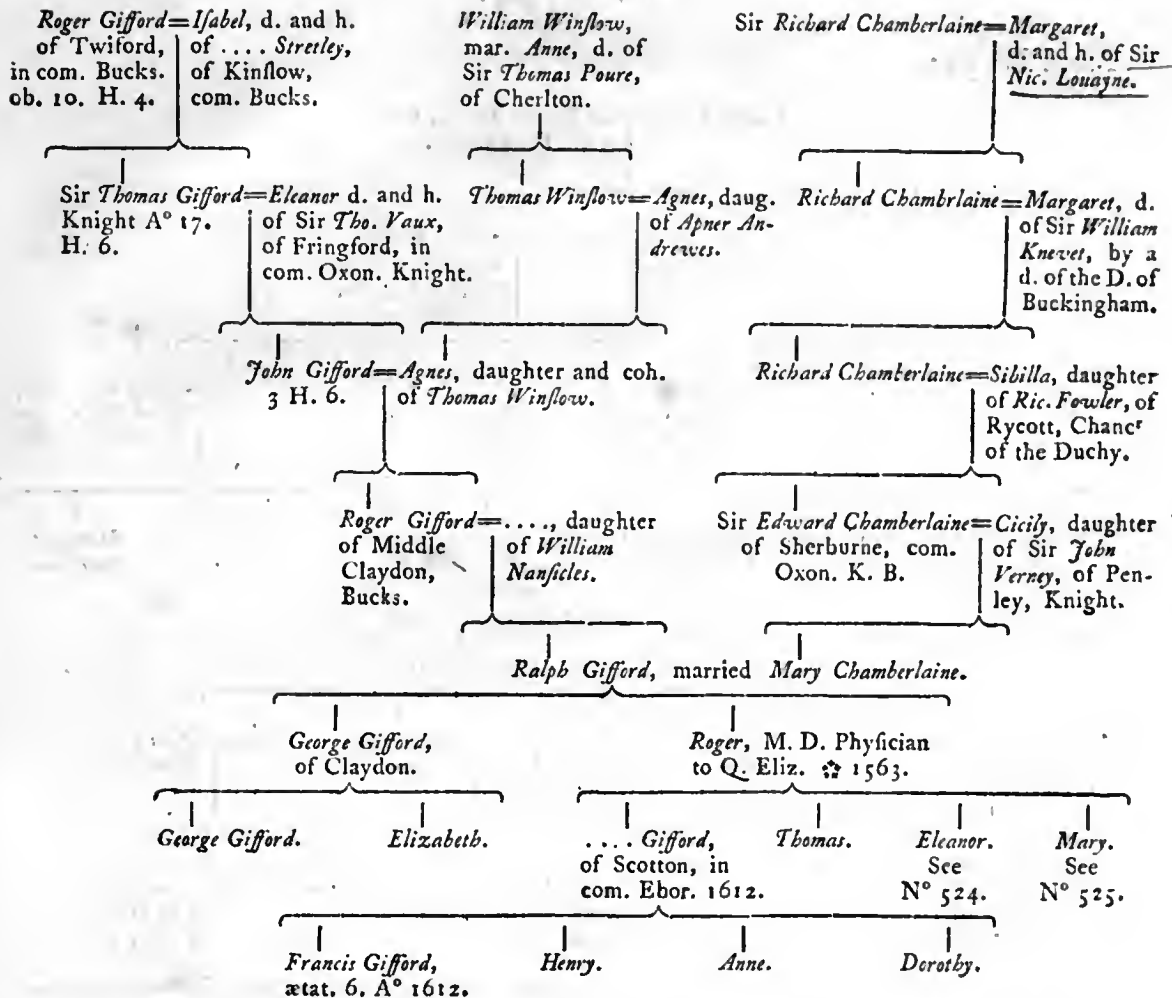 Roger Gifford=Iſabel, d. and h.
of Twiford,
in com. Bucks.
ob. 10. H. 4.
of .... Stretley,
of Kinſlow,
com. Bucks.
William Winſlow,
mar. Anne, d. of
Sir Thomas Poure,
of Cherlton.
Sir Richard Chamberlaine=Margaret,
d. and h. of Sir
Nic. Louayne.
Sir Thomas Gifford=Eleanor d. and h.
Knight A° 17.
H. 6.
of Sir Tho. Vaux,
of Fringford, in
com. Oxon. Knight.
Thomas Winſlow=Agnes, daug.
of Apner An-
drewes.
Richard Chambrlaine=Margaret, d.
of Sir William
Knevet, by a
d. of the D. of
Buckingham.
John Gifford=Agnes, daughter and coh.
3 H. 6.
of Thomas Winſlow.
Richard Chamberlaine=Sibilla, daughter
of Ric. Fowler, of
Rycott, Chancʳ
of the Duchy.
Roger Gifford=...., daughter
of Middle
Claydon,
Bucks.
of William
Nanſicles.
Sir Edward Chamberlaine=Cicily, daughter
of Sherburne, com.
Oxon. K. B.
of Sir John
Verney, of Pen-
ley, Knight.
Ralph Gifford, married Mary Chamberlaine.
George Gifford,
of Claydon.
Roger, M. D. Phyſician
to Q. Eliz. 1563.
George Gifford.
Elizabeth.
.... Gifford,
of Scotton, in
com. Ebor. 1612.
Thomas.
Eleanor.
See
N° 524.
Mary.
See
N° 525.
Francis Gifford,
ætat. 6. A° 1612.
Henry.
Anne.
Dorothy.